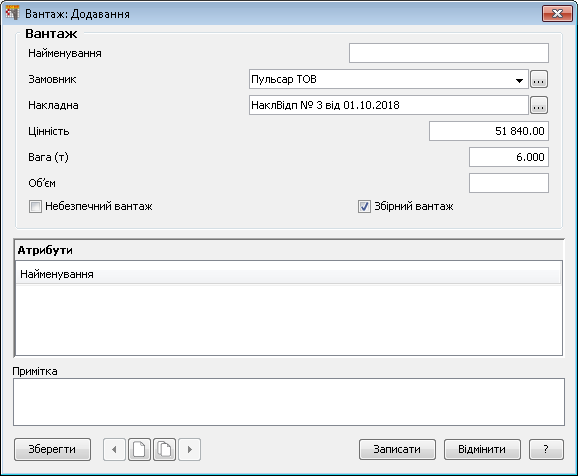 Вантаж: Додавання
Вантаж
Найменування
Замовник Пульсар ТОВ ...
Накладна НаклВідп № 3 від 01.10.2018 ...
Цінність 51 840.00
Вага (т) 6.000
Об'єм
Небезпечний вантаж Збірний вантаж
Атрибути
Найменування
Примітка
Зберегти Записати Відмінити ?